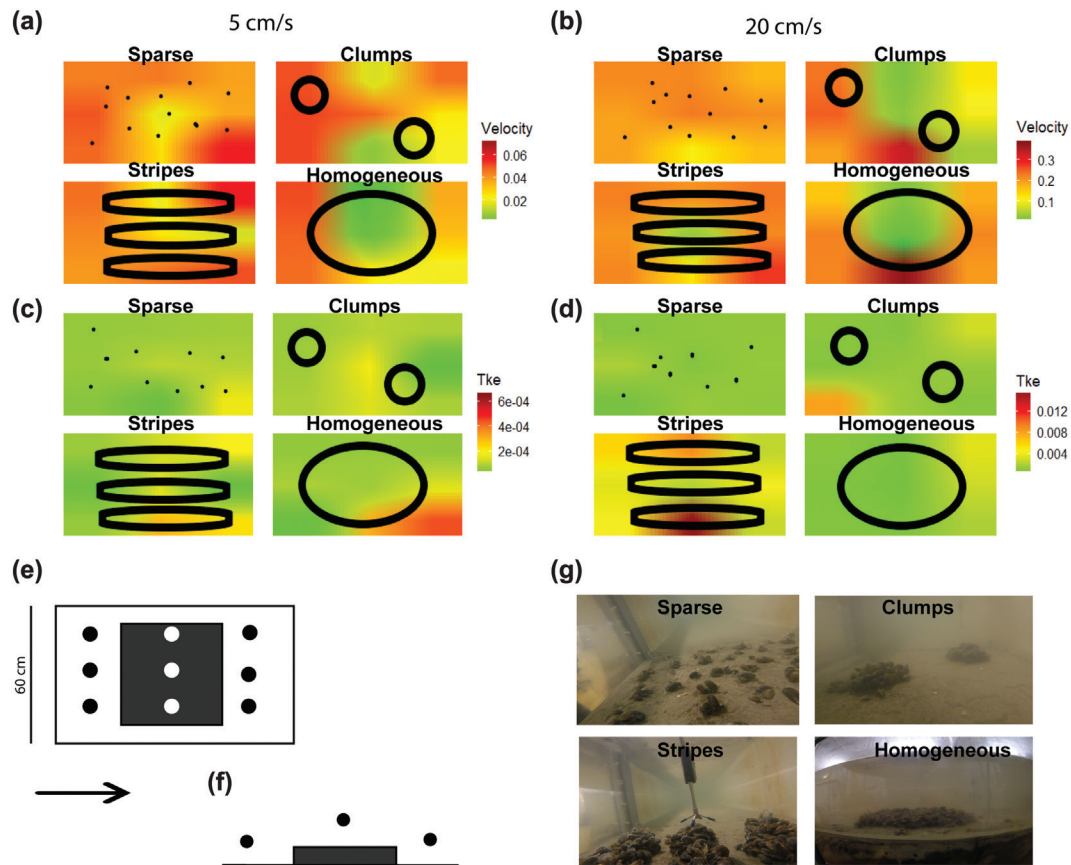 (a)
5 cm/s
Sparse
Clumps
Velocity
0.06
0.04
0.02
Stripes
Homogeneous
(b)
20 cm/s
Sparse
Clumps
Velocity
0.3
0.2
0.1
Stripes
Homogeneous
(c)
Sparse
Clumps
Tke
6e-04
4e-04
2e-04
Stripes
Homogeneous
(d)
Sparse
Clumps
Tke
0.012
0.008
0.004
Stripes
Homogeneous
(e)
60 cm
(f)
(g)
Sparse
Clumps
Stripes
Homogeneous